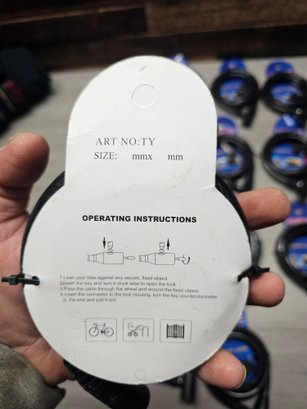 ART NO:TY
SIZE: mmx mm
OPERATING INSTRUCTIONS
1.Lean your bike against any secure, fixed object.
2.Insert the key and turn it clock wise to open the lock.
3.Pass the cable through the wheel and around the fixed object.
4.Insert the connector to the lock housing, turn the key counterclockwise
to the end and pull it out